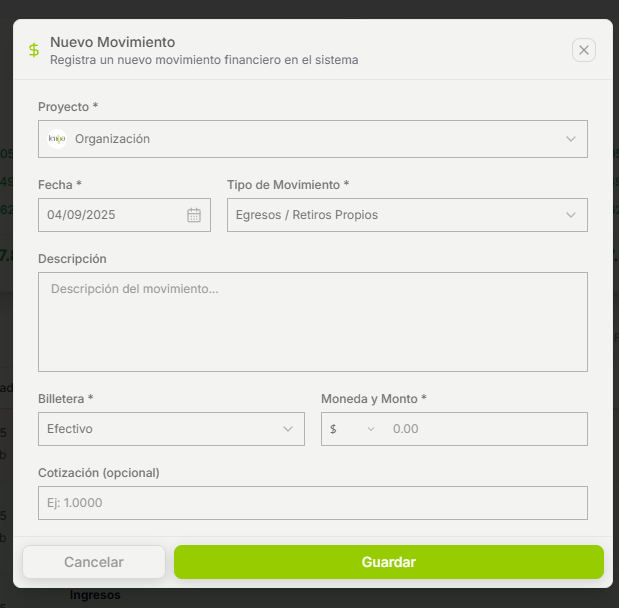 Nuevo Movimiento
Registra un nuevo movimiento financiero en el sistema
Proyecto *
Organización
Fecha *
Tipo de Movimiento *
04/09/2025
Egresos / Retiros Propios
Descripción
Descripción del movimiento...
Billetera *
Moneda y Monto *
Efectivo
$
0.00
Cotización (opcional)
Ej: 1.0000
Cancelar
Guardar
Ingresos